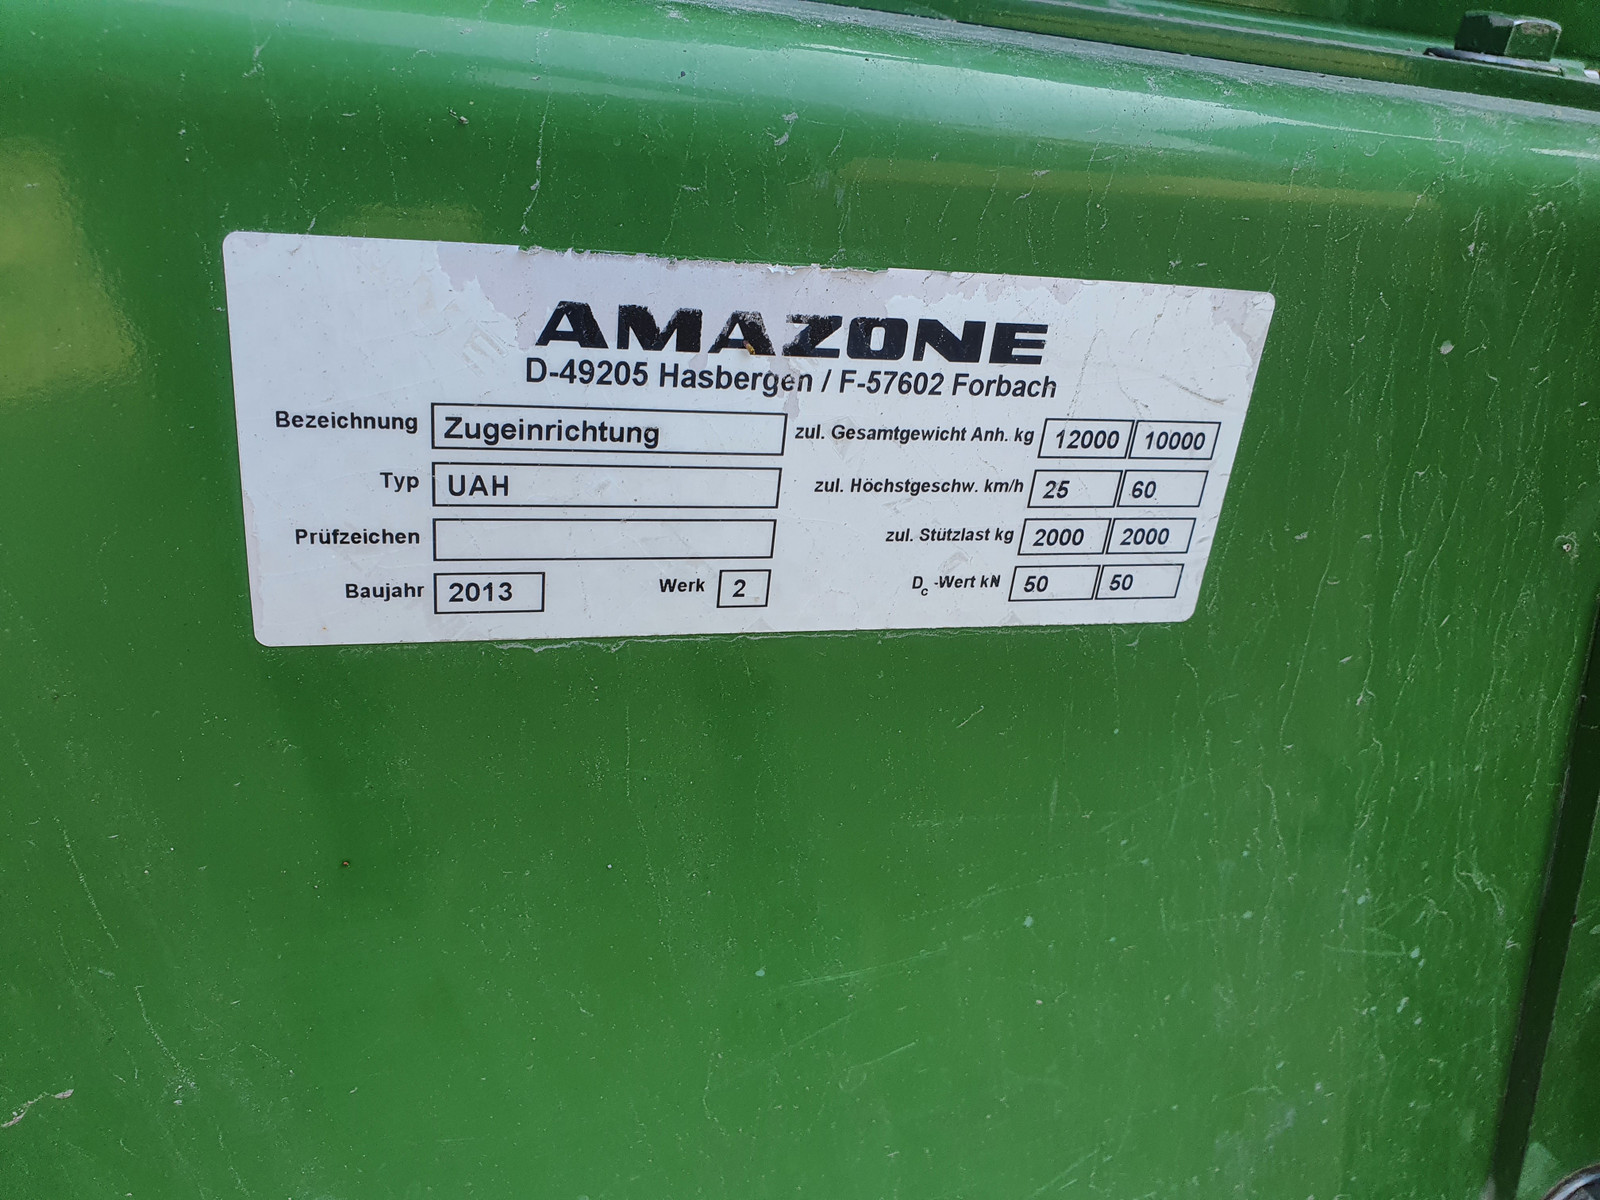 AMAZONE
D-49205 Hasbergen / F-57602 Forbach
Bezeichnung Zugeinrichtung zul. Gesamtgewicht Anh. kg 12000 10000
Typ UAH zul. Höchstgeschw. km/h 25 60
Prüfzeichen zul. Stützlast kg 2000 2000
Baujahr 2013 Werk 2 Dc-Wert kN 50 50